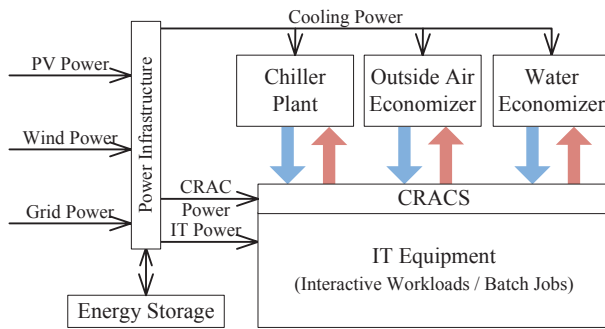 Cooling Power
PV Power
Wind Power
Grid Power
Power Infrastructure
Chiller
Plant
Outside Air
Economizer
Water
Economizer
CRAC
Power
IT Power
CRACS
IT Equipment
(Interactive Workloads / Batch Jobs)
Energy Storage